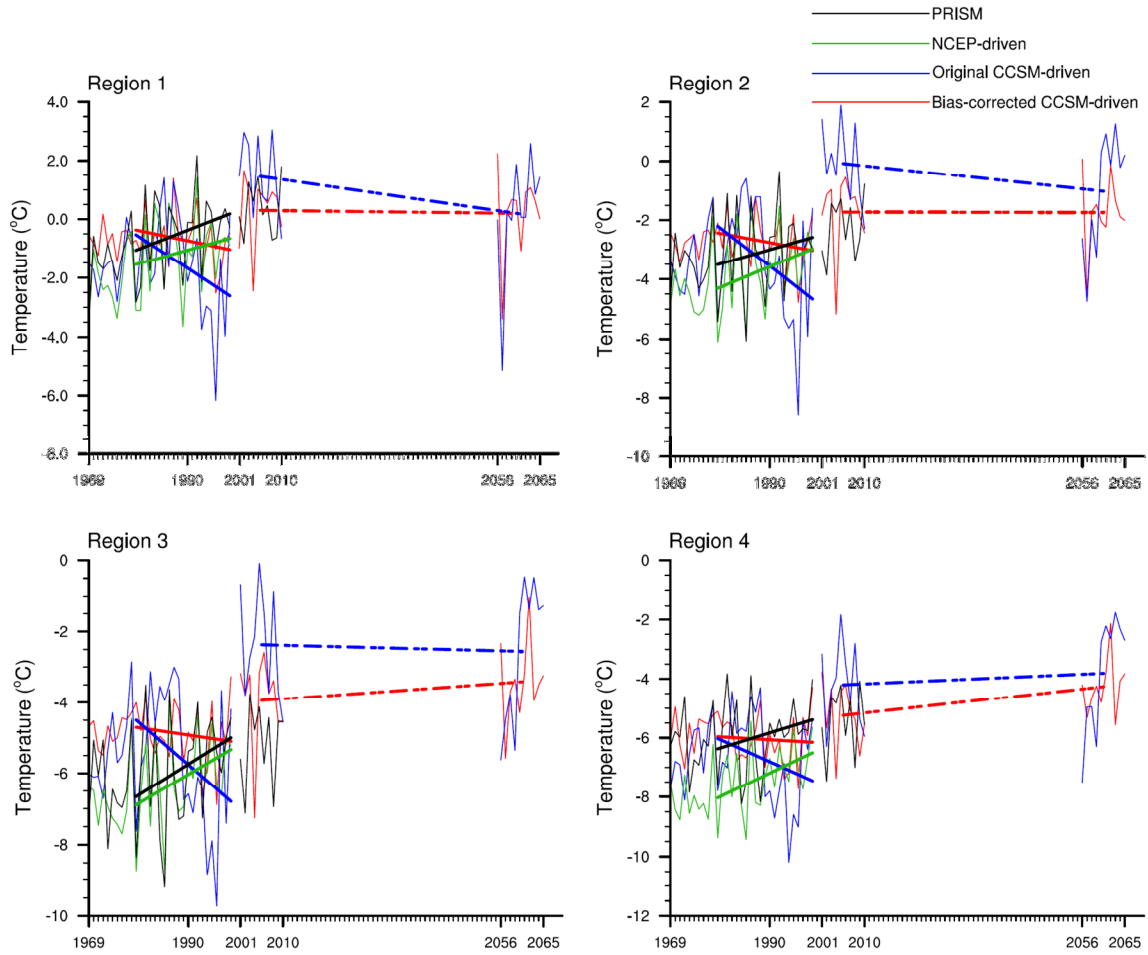 PRISM
NCEP-driven
Original CCSM-driven
Bias-corrected CCSM-driven
Region 1
4.0
2.0
0.0
-2.0
-4.0
-6.0
Temperature (°C)
1969 1990 2001 2010 2056 2065
Region 2
2
0
-2
-4
-6
-8
-10
Temperature (°C)
1969 1990 2001 2010 2056 2065
Region 3
0
-2
-4
-6
-8
-10
Temperature (°C)
1969 1990 2001 2010 2056 2065
Region 4
0
-2
-4
-6
-8
-10
-12
Temperature (°C)
1969 1990 2001 2010 2056 2065